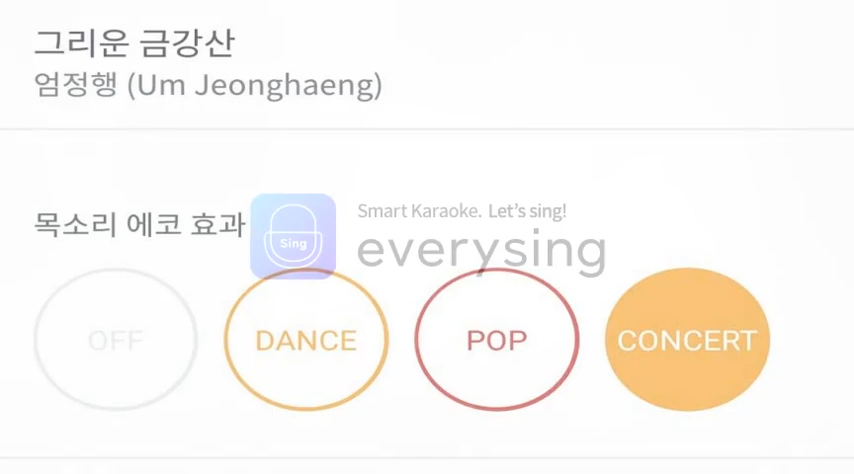 그리운 금강산
엄정행 (Um Jeonghaeng)
목소리 에코 효과
Sing
Smart Karaoke. Let's sing!
everysing
OFF
DANCE
POP
CONCERT